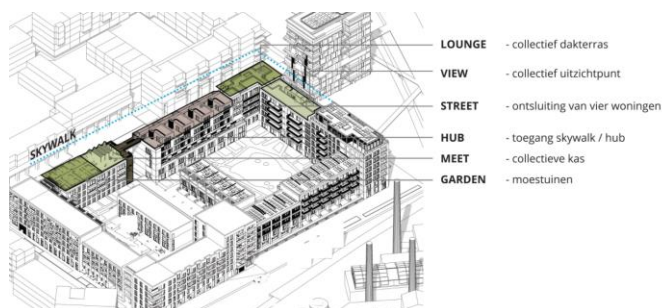 LOUNGE - collectief dakterras
VIEW - collectief uitzichtpunt
STREET - ontsluiting van vier woningen
SKYWALK
HUB - toegang skywalk / hub
MEET - collectieve kas
GARDEN - moestuinen